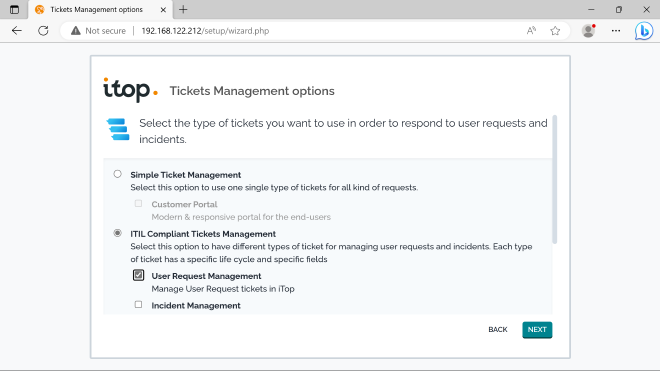 Tickets Management options
Not secure
192.168.122.212/setup/wizard.php
itop
Tickets Management options
Select the type of tickets you want to use in order to respond to user requests and
incidents.
Simple Ticket Management
Select this option to use one single type of tickets for all kind of requests.
Customer Portal
Modern & responsive portal for the end-users
ITIL Compliant Tickets Management
Select this option to have different types of ticket for managing user requests and incidents. Each type
of ticket has a specific life cycle and specific fields
User Request Management
Manage User Request tickets in iTop
Incident Management
BACK
NEXT